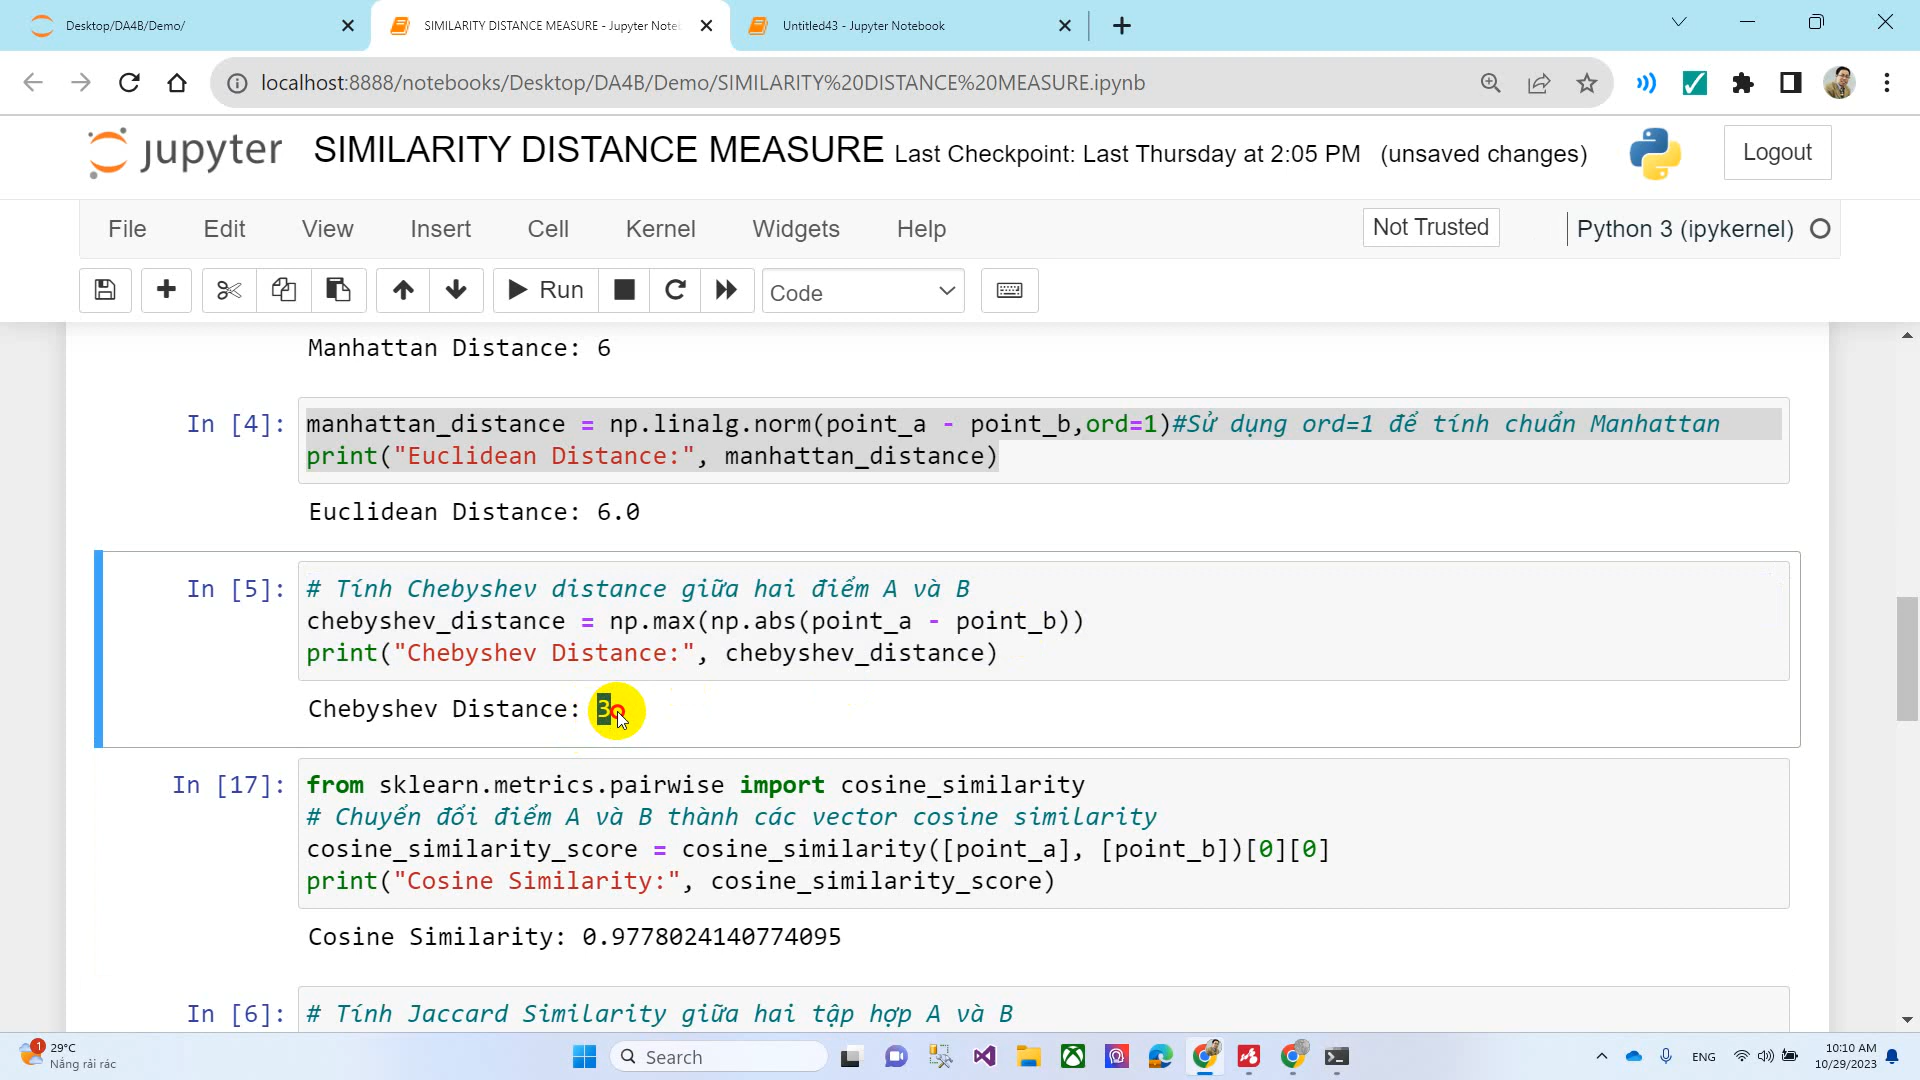 Desktop/DA4B/Demo/
SIMILARITY DISTANCE MEASURE - Jupyter Note
Untitled43 - Jupyter Notebook
localhost:8888/notebooks/Desktop/DA4B/Demo/SIMILARITY%20DISTANCE%20MEASURE.ipynb
jupyter SIMILARITY DISTANCE MEASURE Last Checkpoint: Last Thursday at 2:05 PM (unsaved changes)
Logout
File Edit View Insert Cell Kernel Widgets Help
Not Trusted
Python 3 (ipykernel)
Run
Code
Manhattan Distance: 6
In [4]: manhattan_distance = np.linalg.norm(point_a - point_b,ord=1)#Sử dụng ord=1 để tính chuẩn Manhattan
print("Euclidean Distance:", manhattan_distance)
Euclidean Distance: 6.0
In [5]: # Tính Chebyshev distance giữa hai điểm A và B
chebyshev_distance = np.max(np.abs(point_a - point_b))
print("Chebyshev Distance:", chebyshev_distance)
Chebyshev Distance: 3
In [17]: from sklearn.metrics.pairwise import cosine_similarity
# Chuyển đổi điểm A và B thành các vector cosine similarity
cosine_similarity_score = cosine_similarity([point_a], [point_b])[0][0]
print("Cosine Similarity:", cosine_similarity_score)
Cosine Similarity: 0.9778024140774095
In [6]: # Tính Jaccard Similarity giữa hai tập hợp A và B
1
29°C
Nắng rải rác
Search
ENG
10:10 AM
10/29/2023